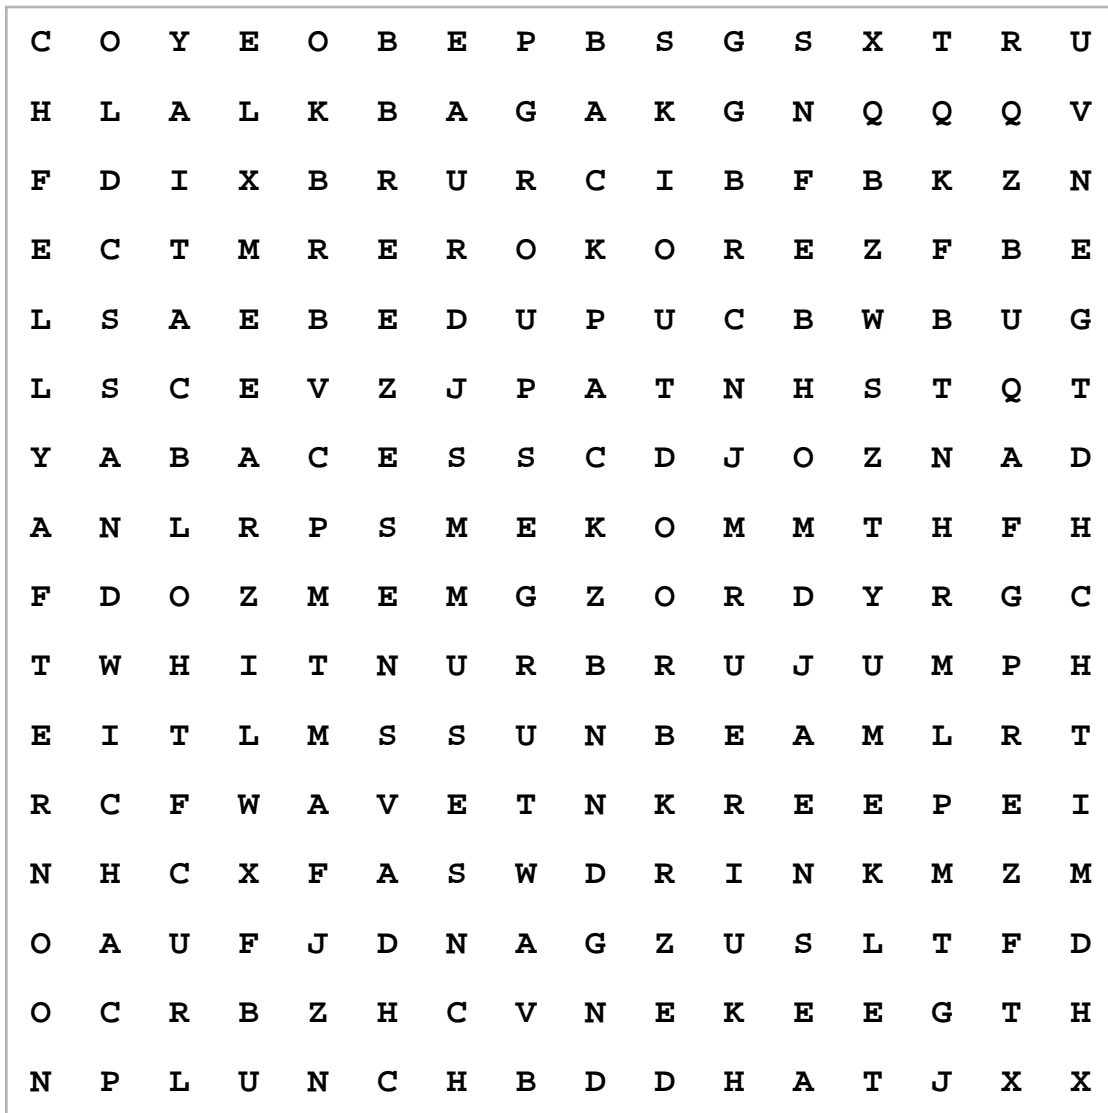 C O Y E O B E P B S G S X T R U
H L A L K B A G A K G N Q Q Q V
F D I X B R U R C I B F B K Z N
E C T M R E R O K O R E Z F B E
L S A E B E D U P U C B W B U G
L S C E V Z J P A T N H S T Q T
Y A B A C E S S C D J O Z N A D
A N L R P S M E K O M M T H F H
F D O Z M E M G Z O R D Y R G C
T W H I T N U R B R U J U M P H
E I T L M S S U N B E A M L R T
R C F W A V E T N K R E E P E I
N H C X F A S W D R I N K M Z M
O A U F J D N A G Z U S L T F D
O C R B Z H C V N E K E E G T H
N P L U N C H B D D H A T J X X